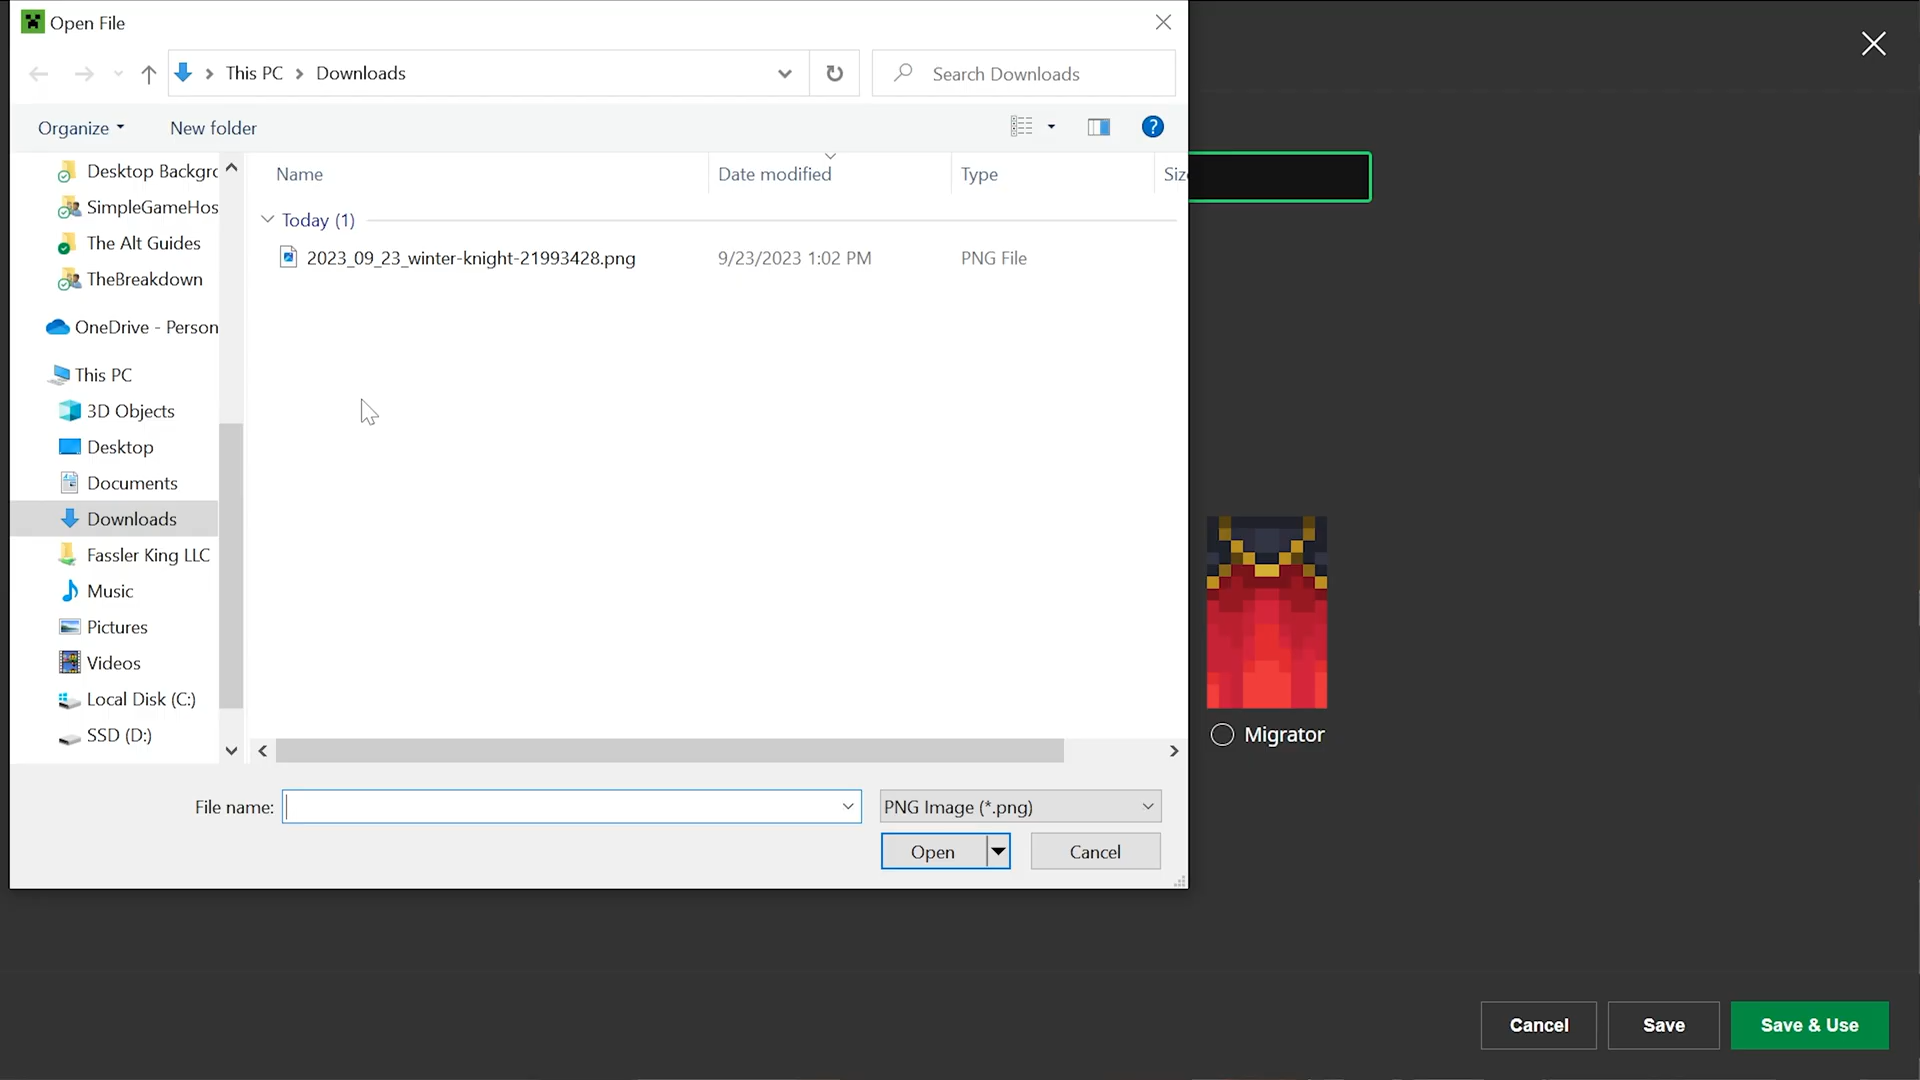 Open File
This PC
Downloads
Search Downloads
Organize
New folder
?
Name
Date modified
Type
Today (1)
2023_09_23_winter-knight-21993428.png
9/23/2023 1:02 PM
PNG File
Desktop Backgr
SimpleGameHos
The Alt Guides
TheBreakdown
OneDrive - Person
This PC
3D Objects
Desktop
Documents
Downloads
Fassler King LLC
Music
Pictures
Videos
Local Disk (C:)
SSD (D:)
Migrator
File name:
PNG Image (*.png)
Open
Cancel
Cancel
Save
Save & Use